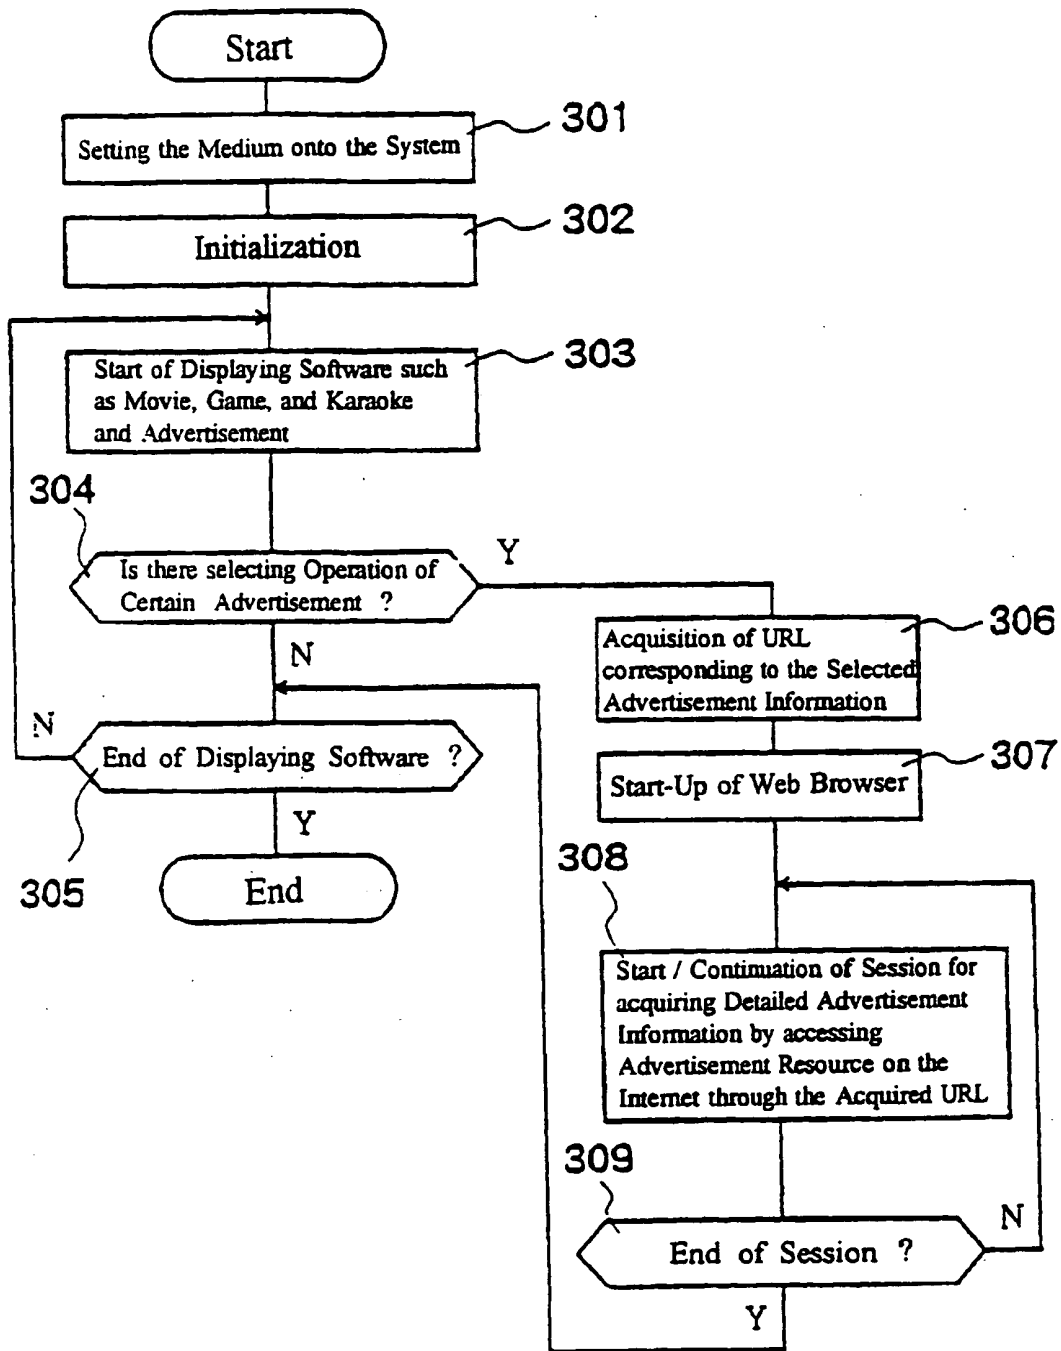 Start
301
Setting the Medium onto the System
302
Initialization
303
Start of Displaying Software such
as Movie, Game, and Karaoke
and Advertisement
304
Is there selecting Operation of
Certain Advertisement ?
Y
N
306
Acquisition of URL
corresponding to the Selected
Advertisement Information
N
End of Displaying Software ?
307
Start-Up of Web Browser
Y
305
End
308
Start / Continuation of Session for
acquiring Detailed Advertisement
Information by accessing
Advertisement Resource on the
Internet through the Acquired URL
309
N
End of Session ?
Y